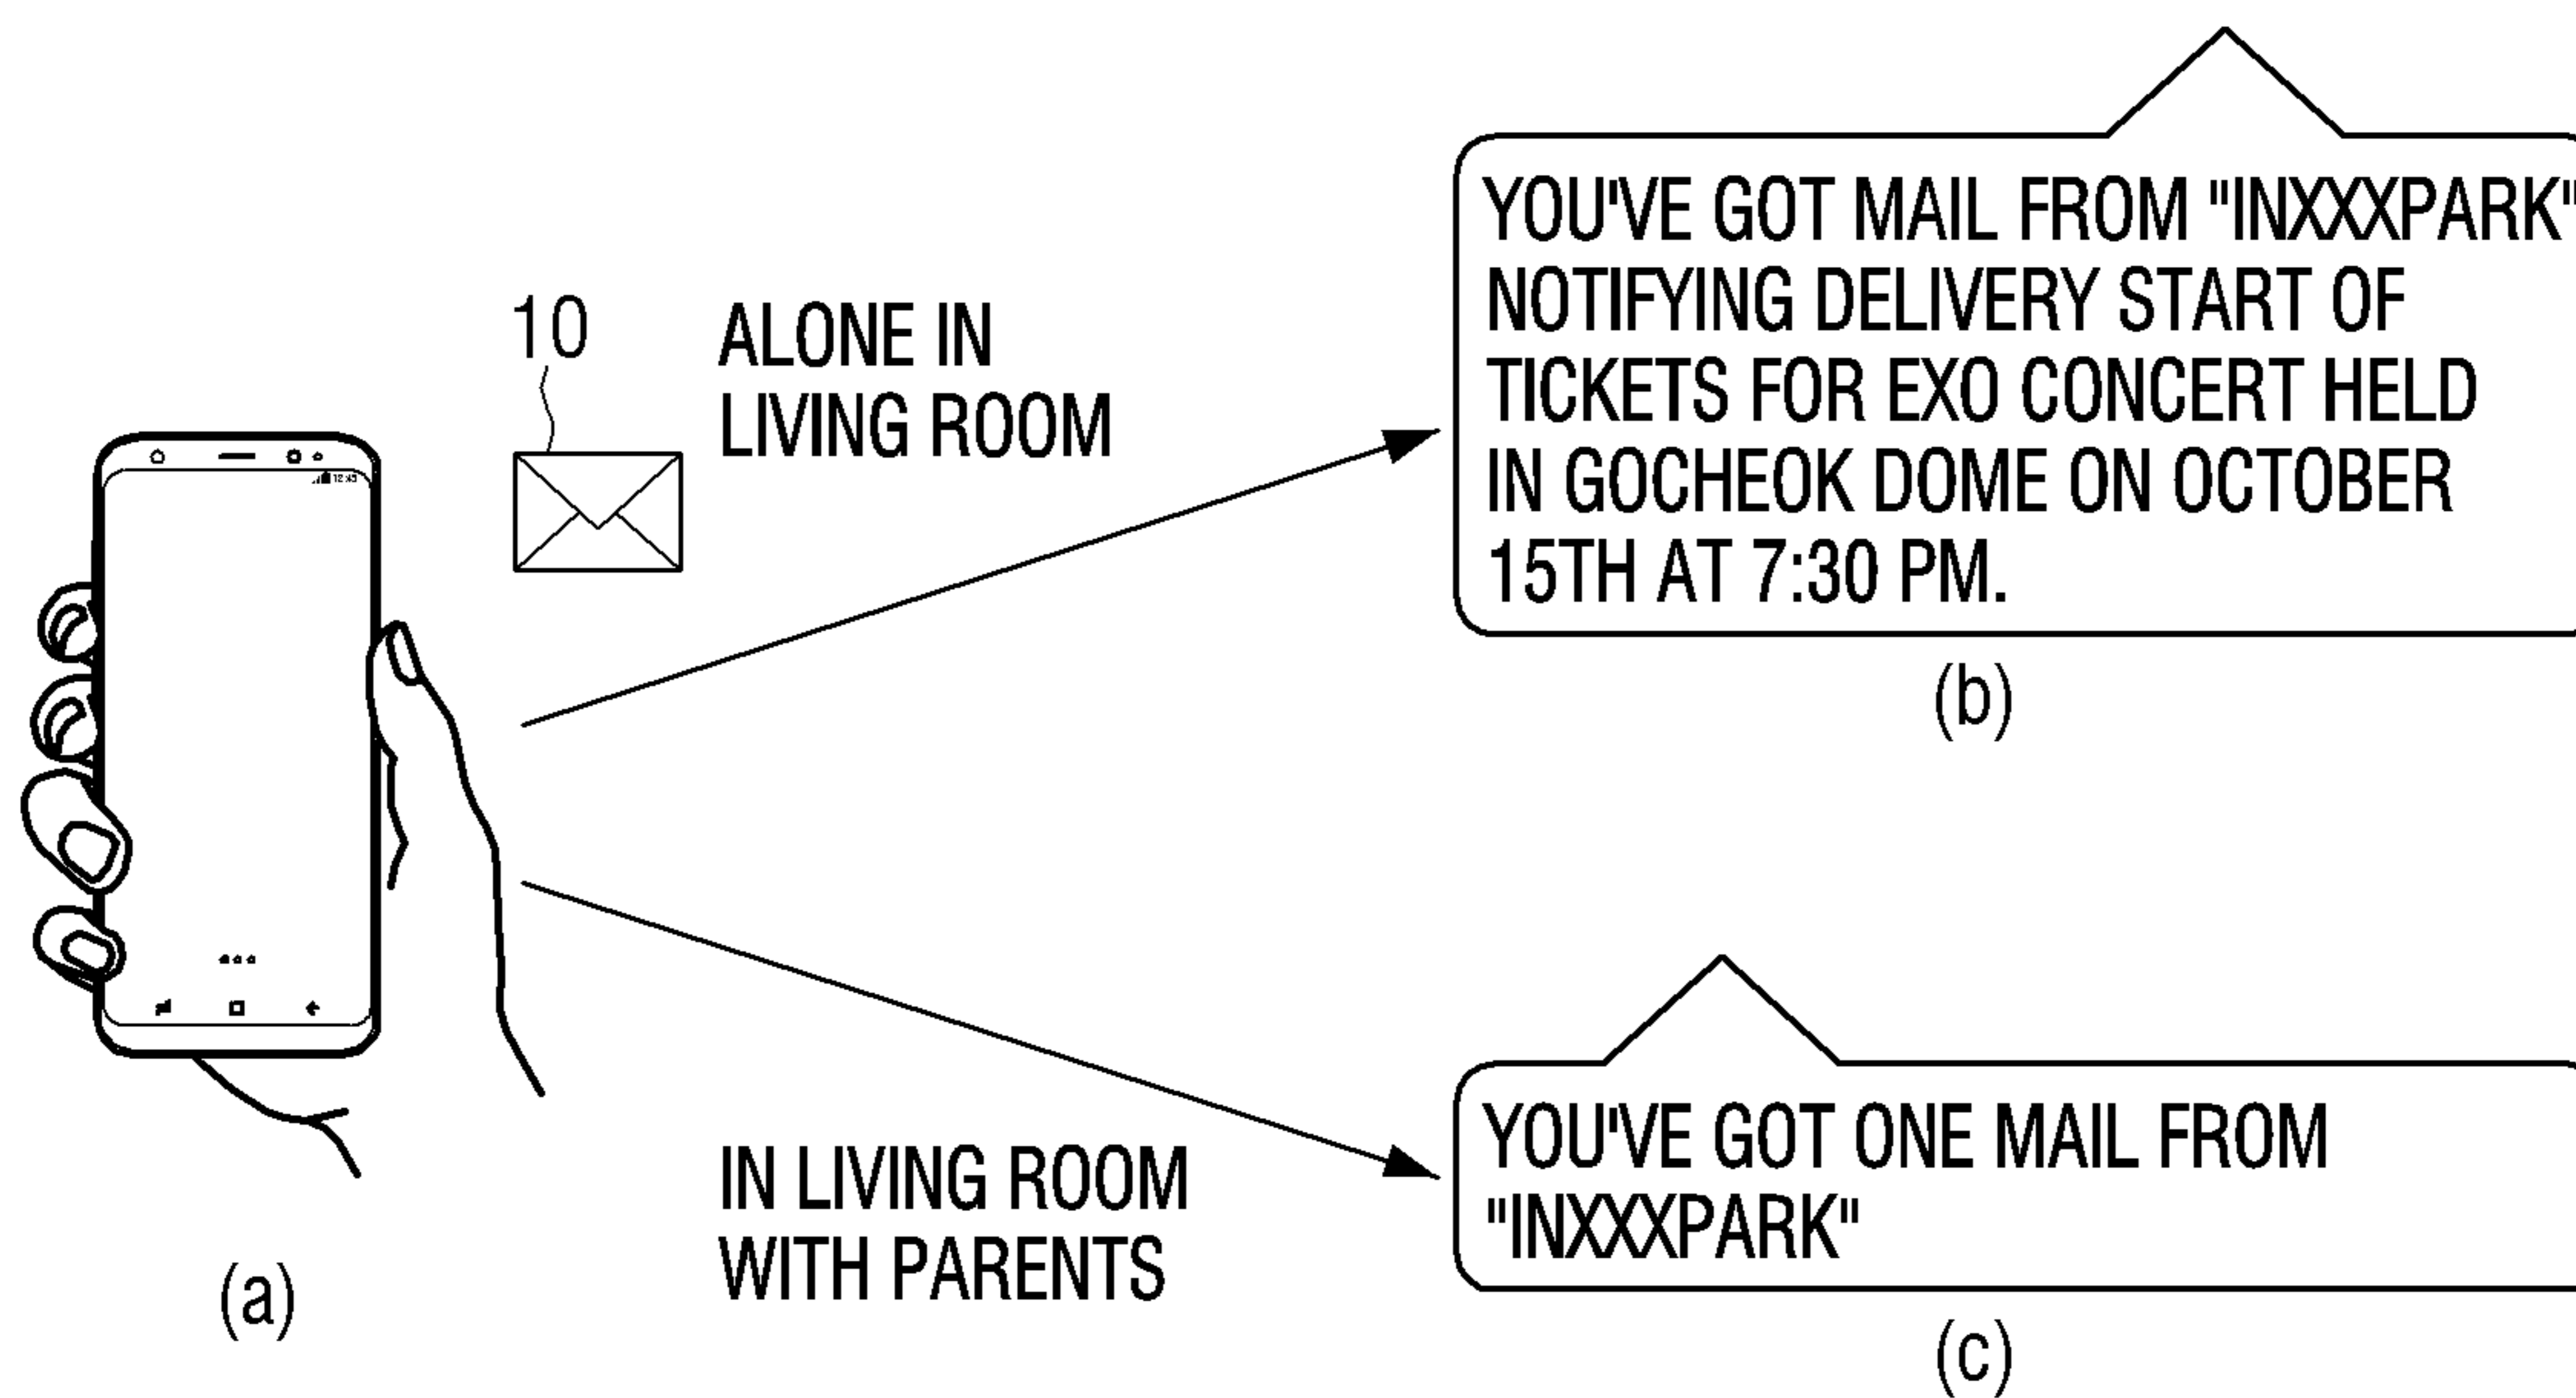 10
ALONE IN
LIVING ROOM
YOU'VE GOT MAIL FROM "INXXXPARK"
NOTIFYING DELIVERY START OF
TICKETS FOR EXO CONCERT HELD
IN GOCHEOK DOME ON OCTOBER
15TH AT 7:30 PM.
(b)
12:45
IN LIVING ROOM
WITH PARENTS
YOU'VE GOT ONE MAIL FROM
"INXXXPARK"
(a)
(c)